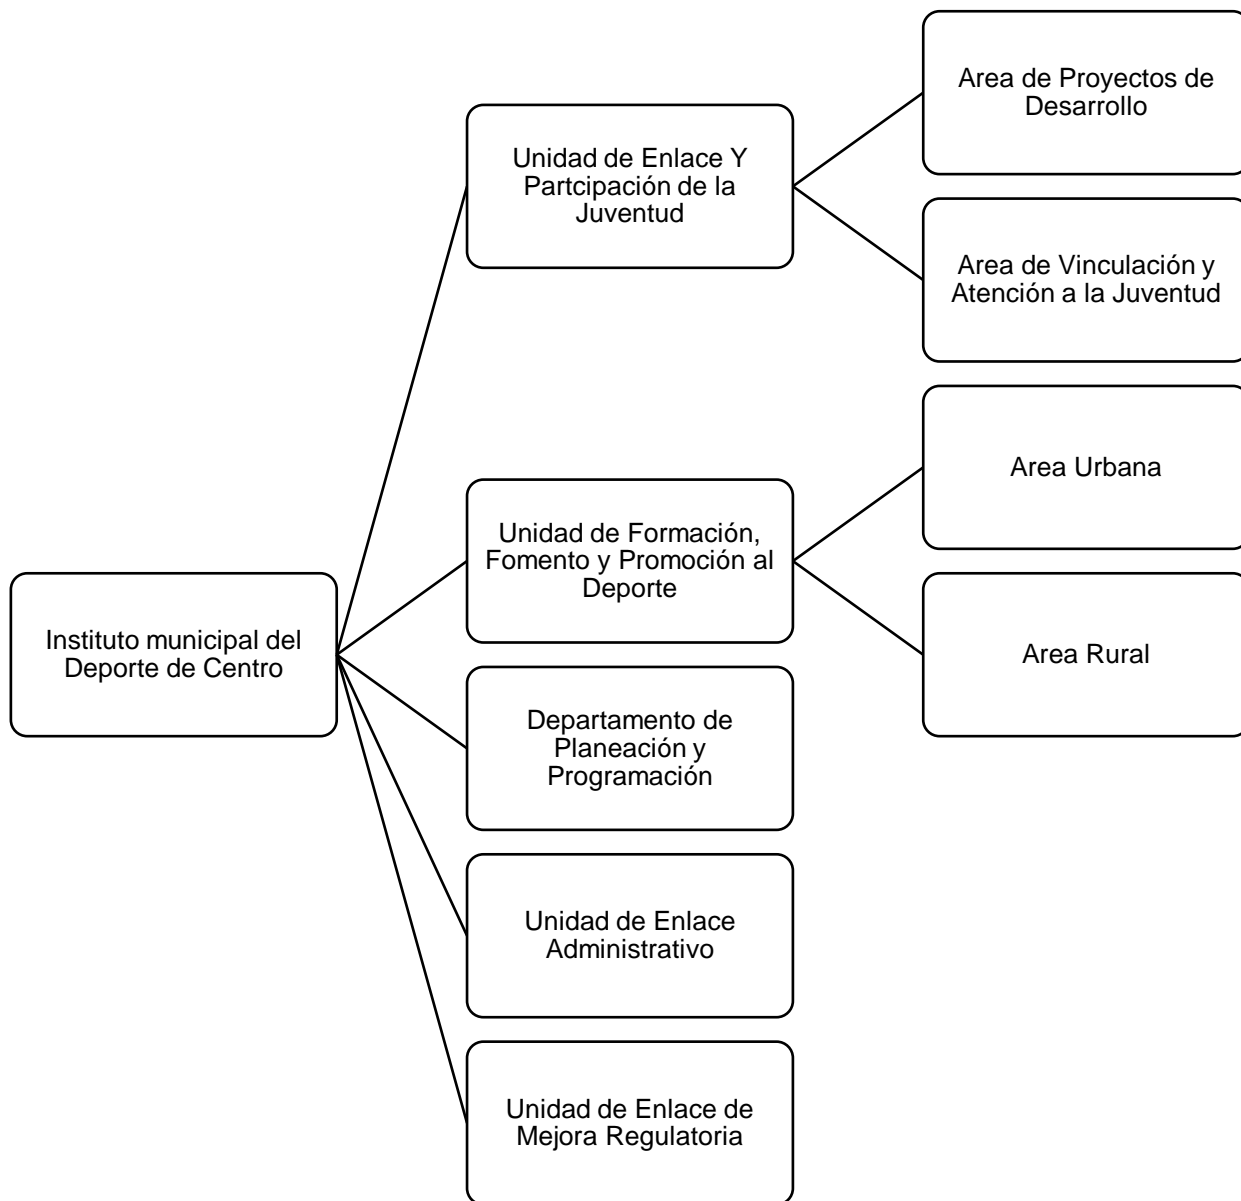 Area de Proyectos de
Desarrollo
Unidad de Enlace Y
Partcipación de la
Juventud
Area de Vinculación y
Atención a la Juventud
Area Urbana
Unidad de Formación,
Fomento y Promoción al
Deporte
Instituto municipal del
Deporte de Centro
Area Rural
Departamento de
Planeación y
Programación
Unidad de Enlace
Administrativo
Unidad de Enlace de
Mejora Regulatoria